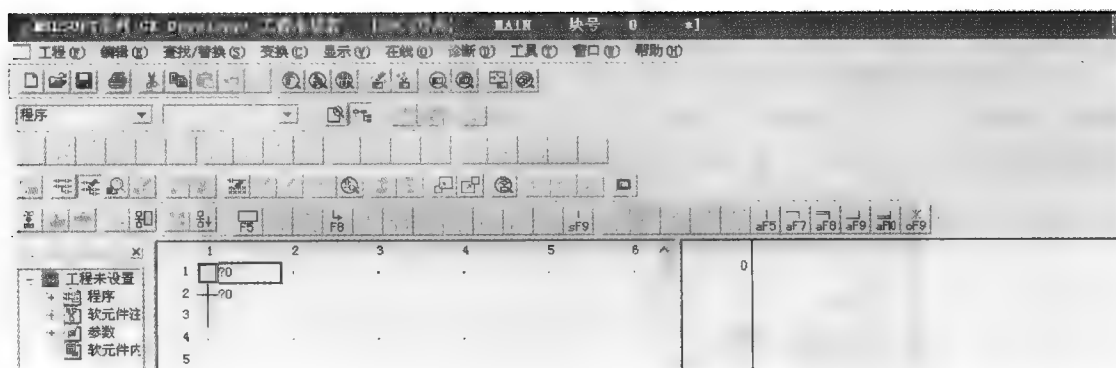 MAIN 块号 0 *]
工程(F) 编辑(E) 查找/替换(S) 变换(C) 显示(V) 在线(O) 诊断(D) 工具(T) 窗口(W) 帮助(H)
程序
F5 F8 sF9 aF5 aF7 aF8 aF9 aF10 cF9
1 2 3 4 5 6
1 ?0 0
工程未设置
2 ?0
程序
3
软元件注
参数
4
软元件内
5